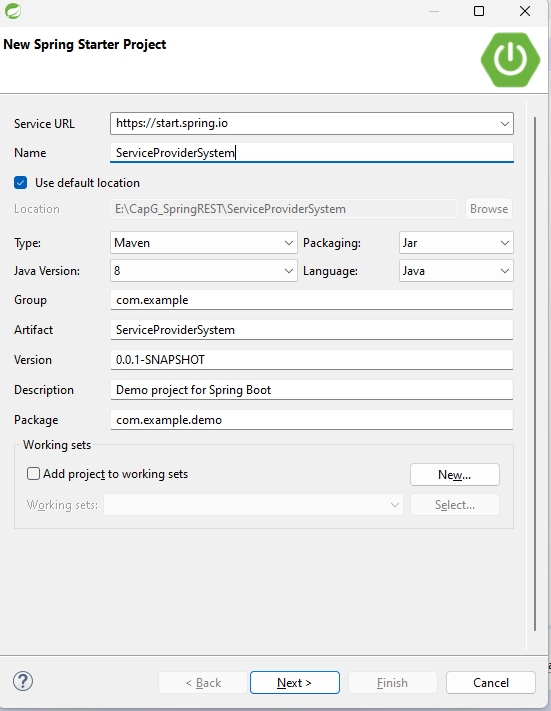 New Spring Starter Project
Service URL https://start.spring.io
Name ServiceProviderSystem
Use default location
Location E:\CapG_SpringREST\ServiceProviderSystem Browse
Type: Maven Packaging: Jar
Java Version: 8 Language: Java
Group com.example
Artifact ServiceProviderSystem
Version 0.0.1-SNAPSHOT
Description Demo project for Spring Boot
Package com.example.demo
Working sets
Add project to working sets New...
Working sets: Select...
? < Back Next > Finish Cancel